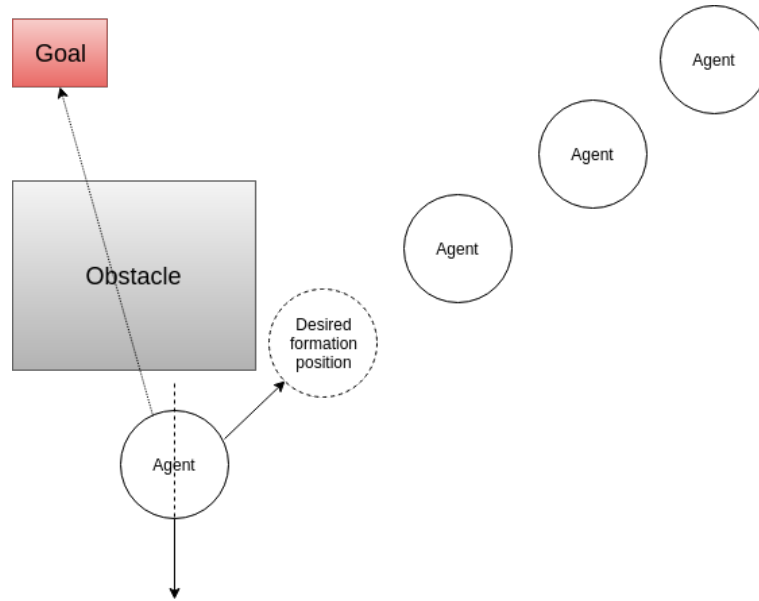 Goal
Agent
Agent
Agent
Obstacle
Desired
formation
position
Agent